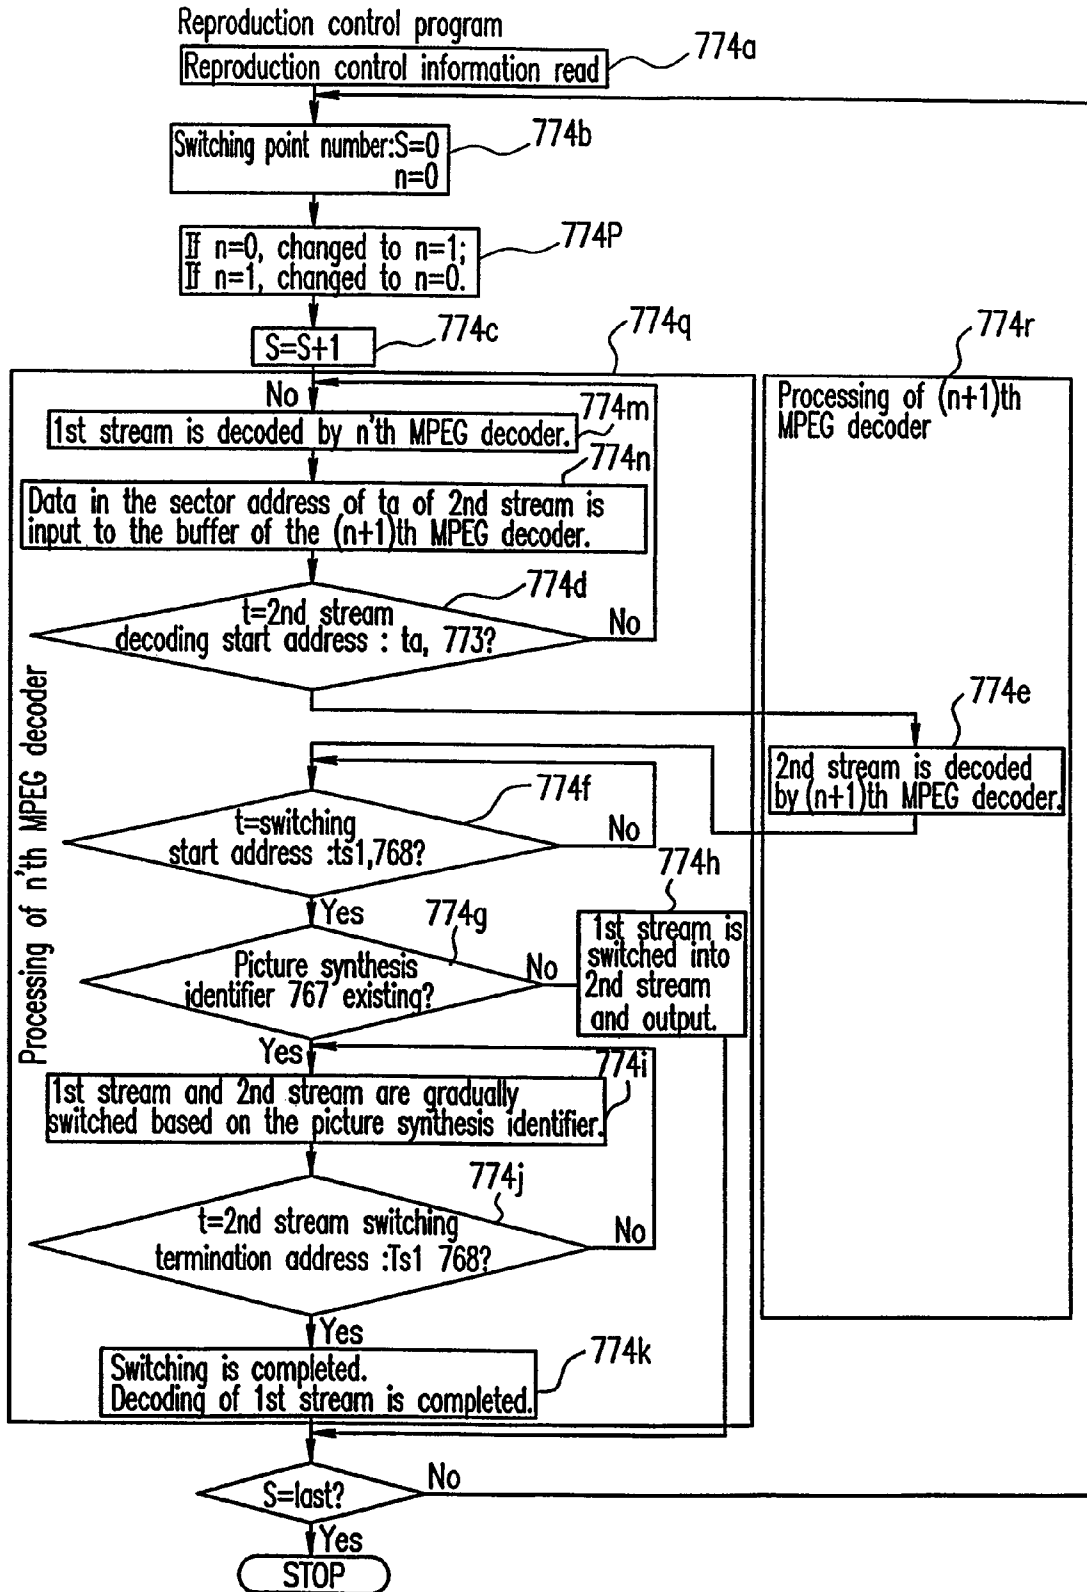 Reproduction control program
Reproduction control information read
774a
Switching point number:S=0
n=0
774b
If n=0, changed to n=1;
If n=1, changed to n=0.
774P
S=S+1
774c
774q
774r
Processing of n'th MPEG decoder
Processing of (n+1)th
MPEG decoder
No
774m
1st stream is decoded by n'th MPEG decoder.
774n
Data in the sector address of ta of 2nd stream is
input to the buffer of the (n+1)th MPEG decoder.
774d
t=2nd stream
decoding start address : ta, 773?
No
774e
2nd stream is decoded
by (n+1)th MPEG decoder.
774f
t=switching
start address :ts1,768?
No
Yes
774g
774h
Picture synthesis
identifier 767 existing?
No
1st stream is
switched into
2nd stream
and output.
Yes
774i
1st stream and 2nd stream are gradually
switched based on the picture synthesis identifier.
774j
t=2nd stream switching
termination address :Ts1 768?
No
Yes
774k
Switching is completed.
Decoding of 1st stream is completed.
S=last?
No
Yes
STOP